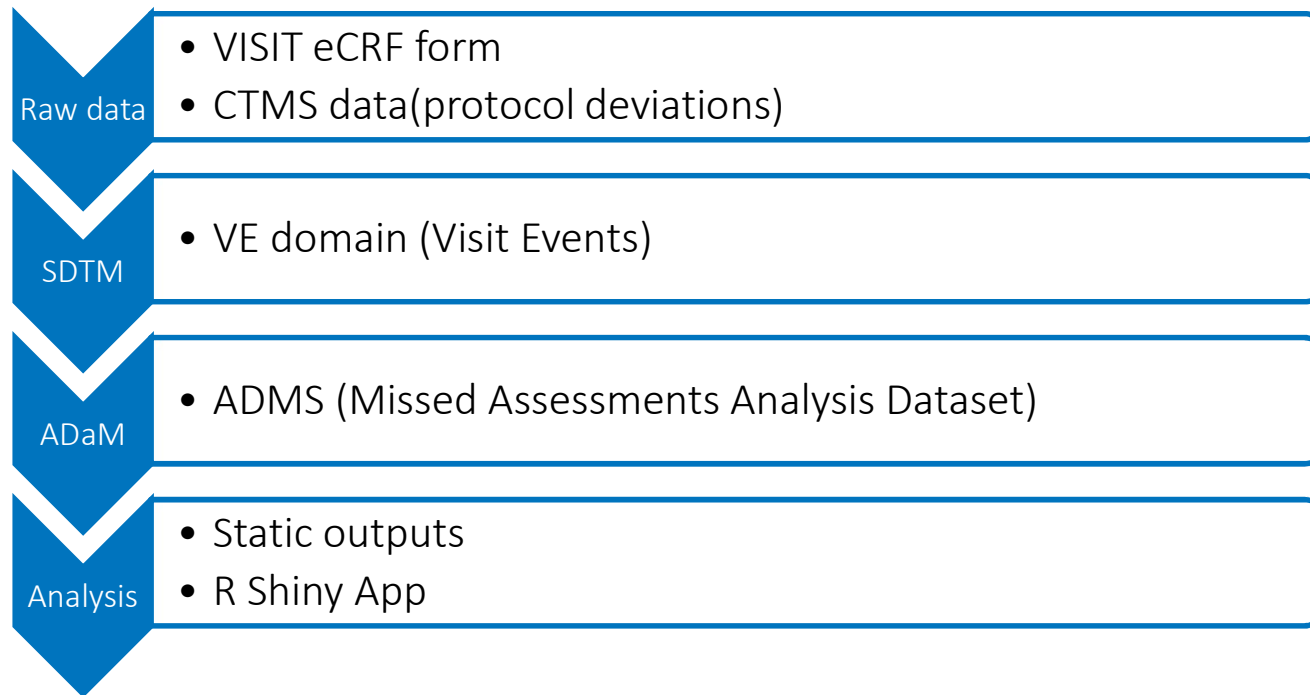 Raw data
• VISIT eCRF form
• CTMS data(protocol deviations)
SDTM
• VE domain (Visit Events)
ADaM
• ADMS (Missed Assessments Analysis Dataset)
Analysis
• Static outputs
• R Shiny App